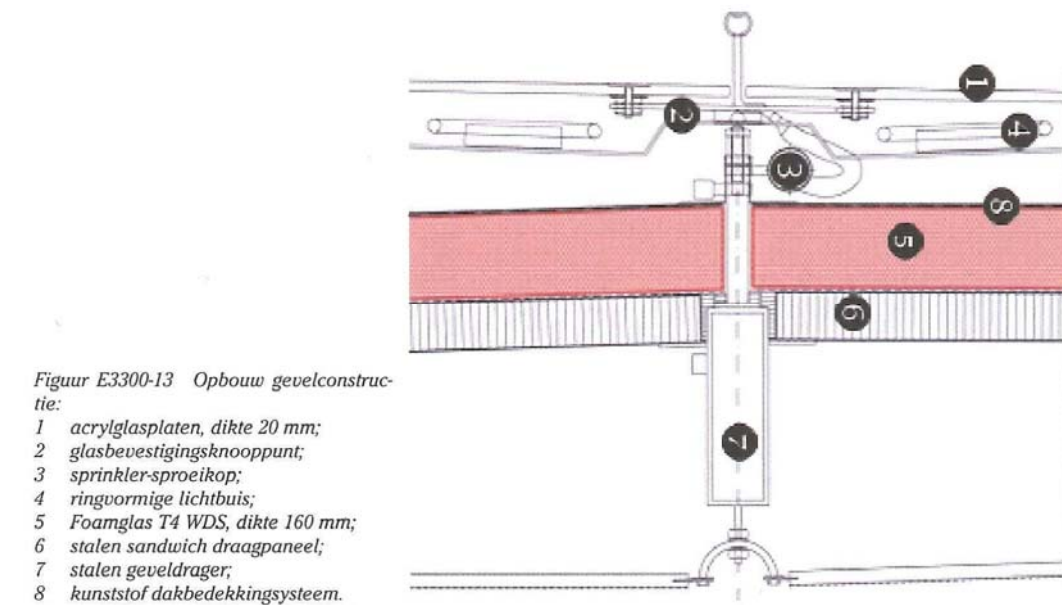 1
2
4
3
8
5
6
7
Figuur E3300-13 Opbouw gevelconstruc-
tie:
1 acrylglasplaten, dikte 20 mm;
2 glasbevestigingsknooppunt;
3 sprinkler-sproeikop;
4 ringvormige lichtbuis;
5 Foamglas T4 WDS, dikte 160 mm;
6 stalen sandwich draagpaneel;
7 stalen geveldrager;
8 kunststof dakbedekkingsysteem.